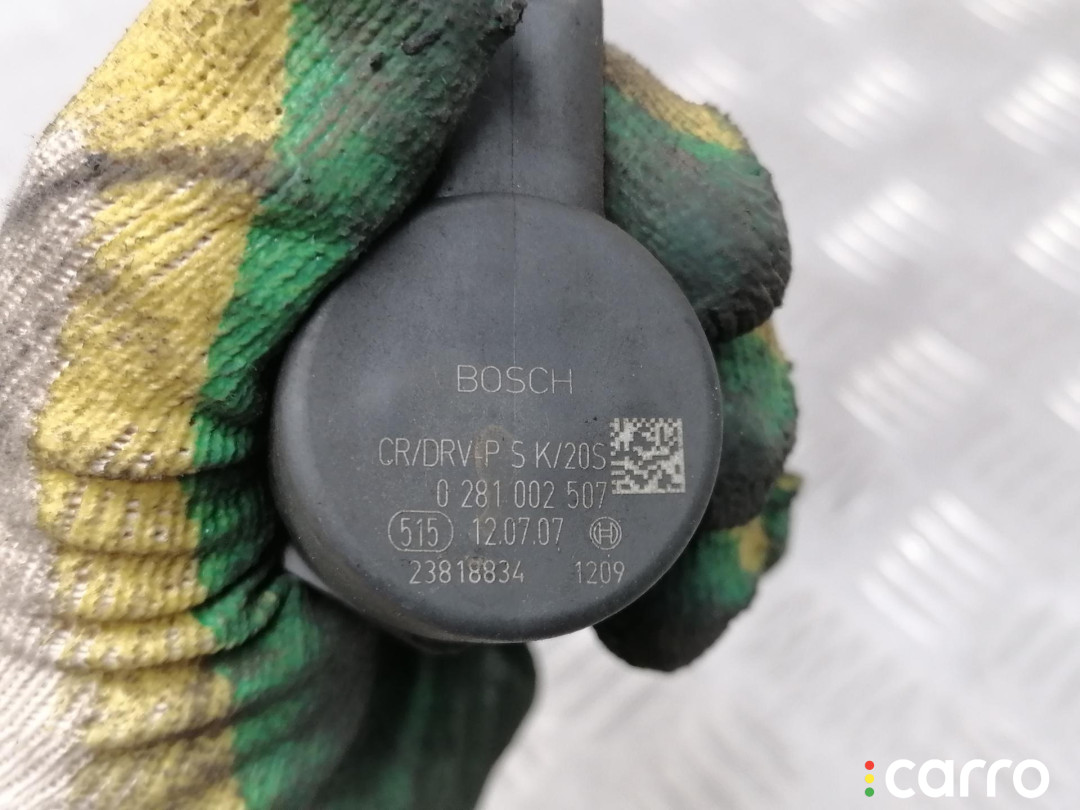 BOSCH
CR/DRV-P S K/20S
0 281 002 507
515 12.07.07
23818834 1209
carro